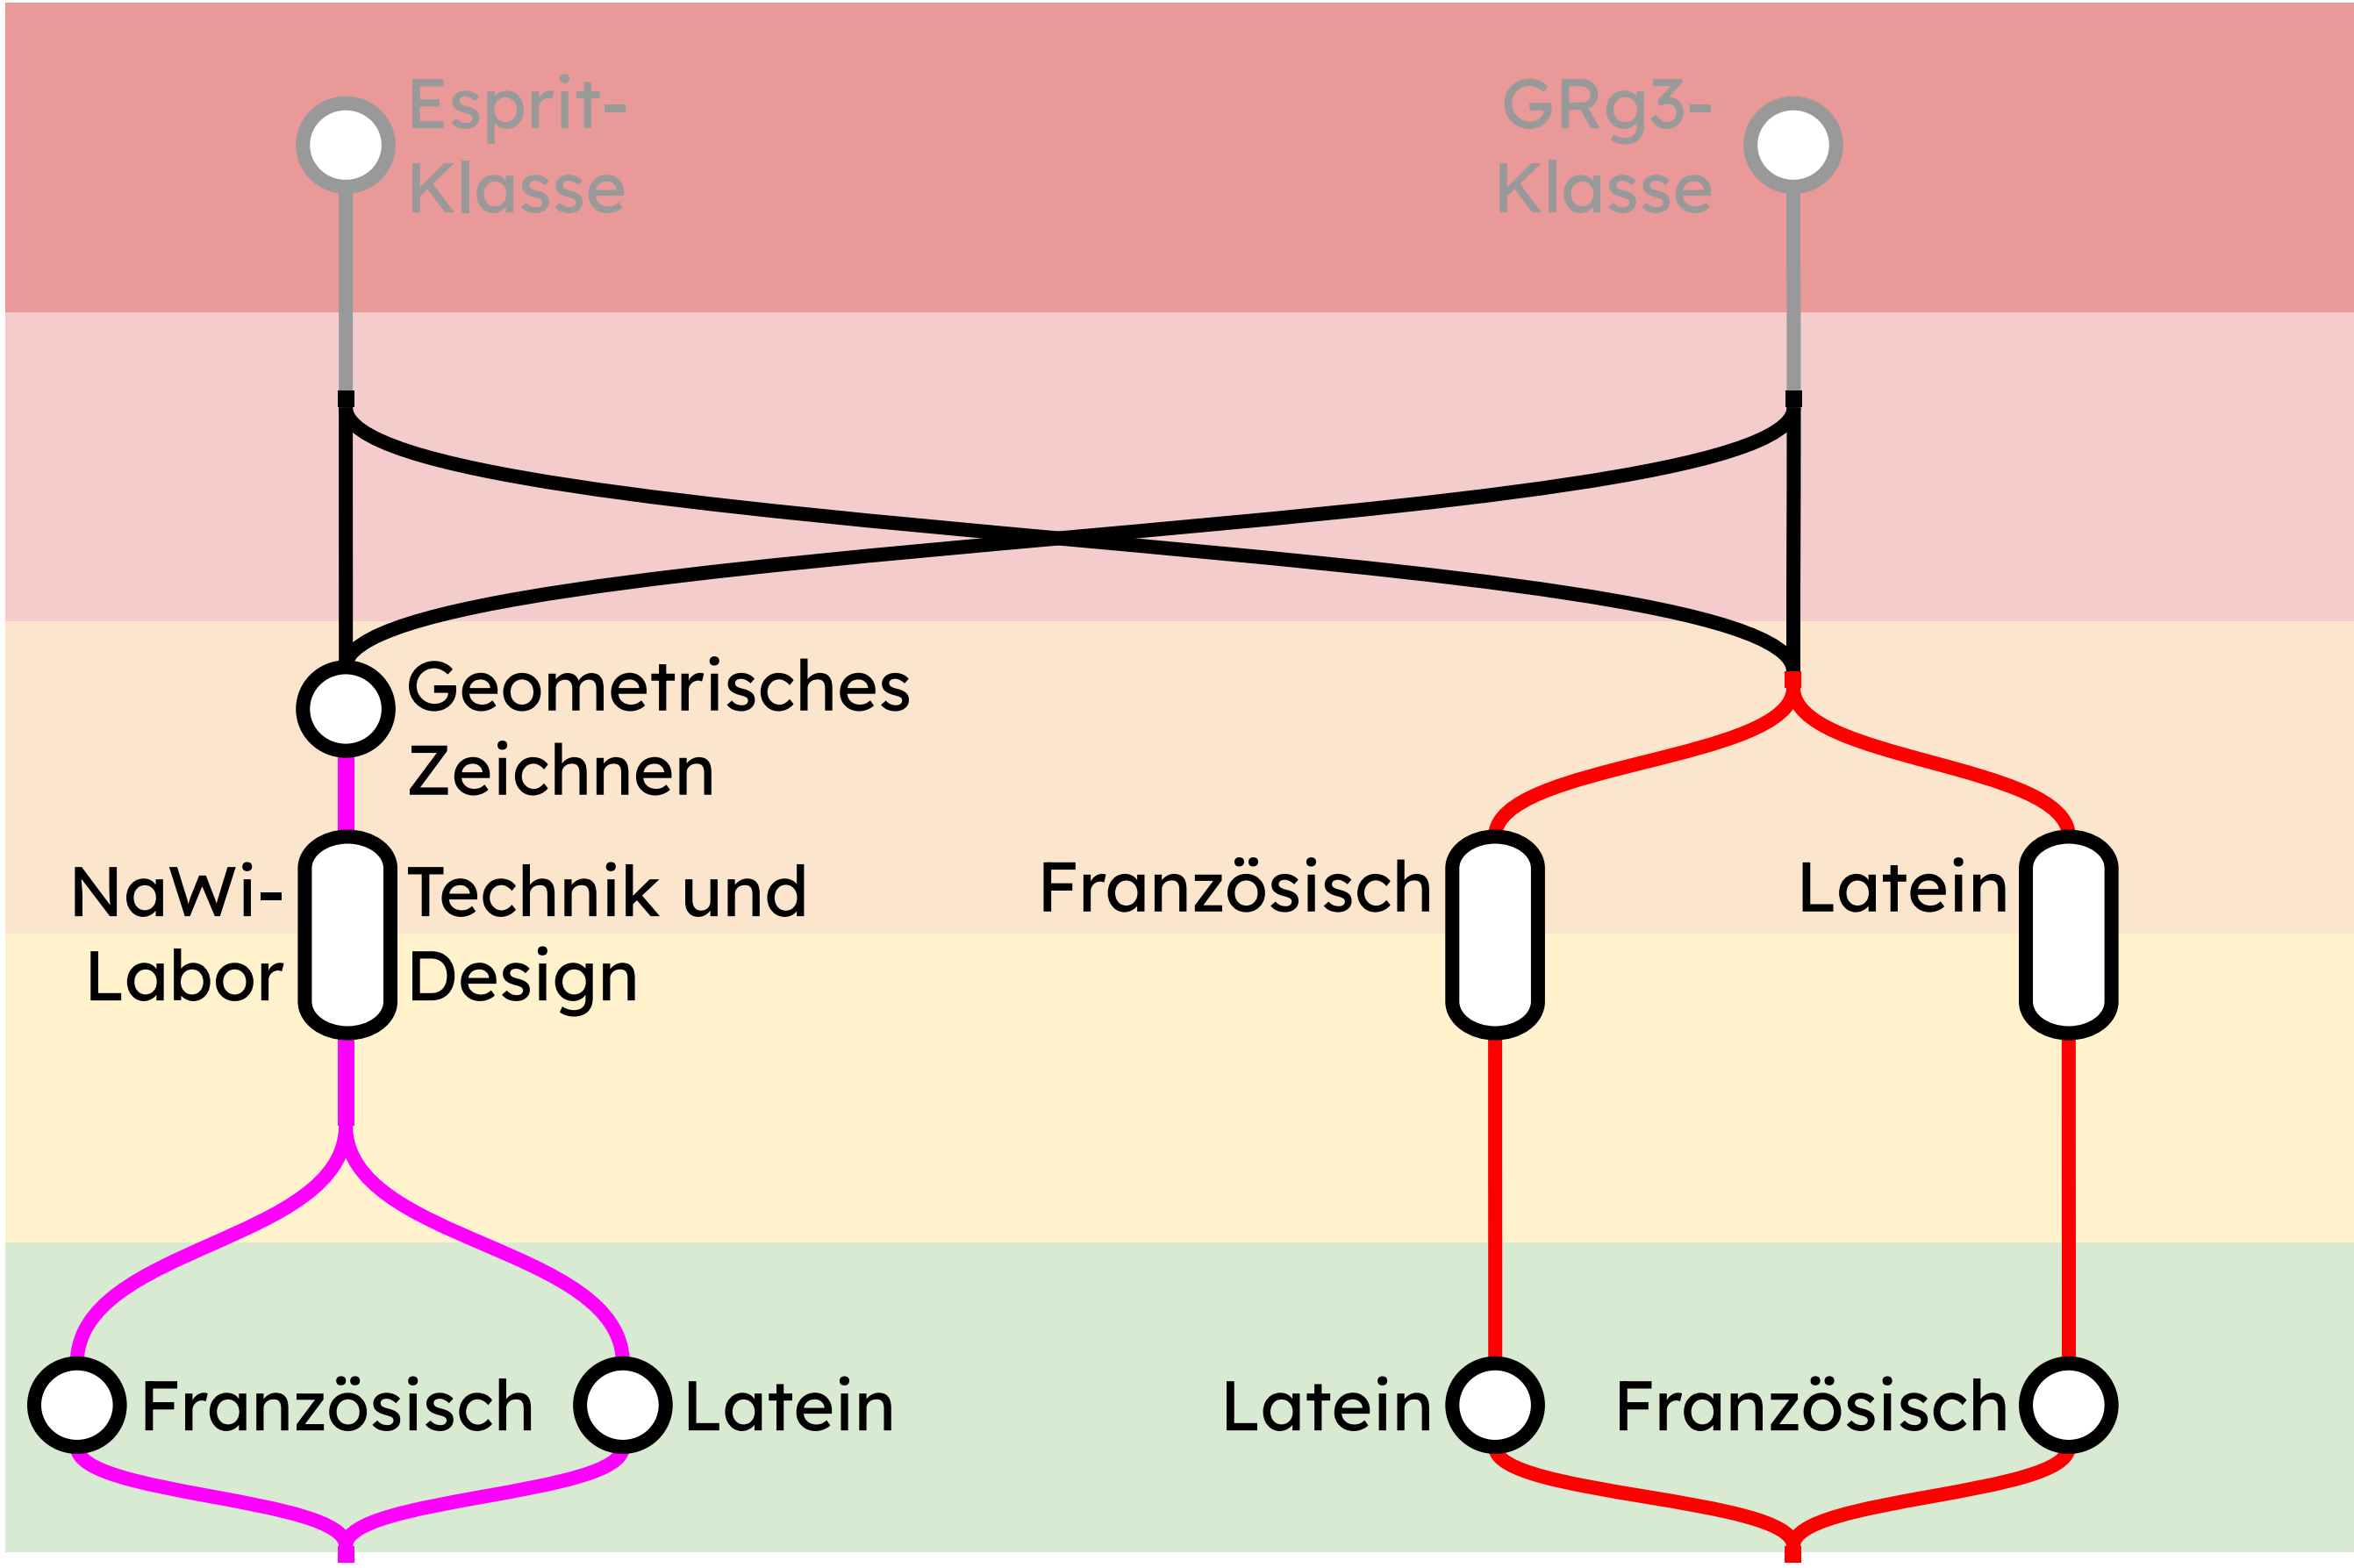 Esprit-
Klasse
GRg3-
Klasse
Geometrisches
Zeichnen
NaWi-
Labor
Technik und
Design
Französisch
Latein
Französisch
Latein
Latein
Französisch